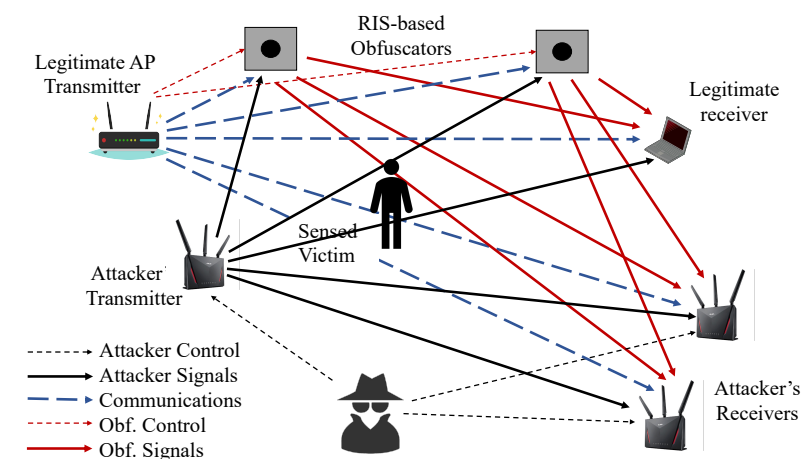 RIS-based
Obfuscators
Legitimate AP
Transmitter
Legitimate
receiver
Sensed
Victim
Attacker
Transmitter
Attacker Control
Attacker Signals
Communications
Obf. Control
Obf. Signals
Attacker's
Receivers